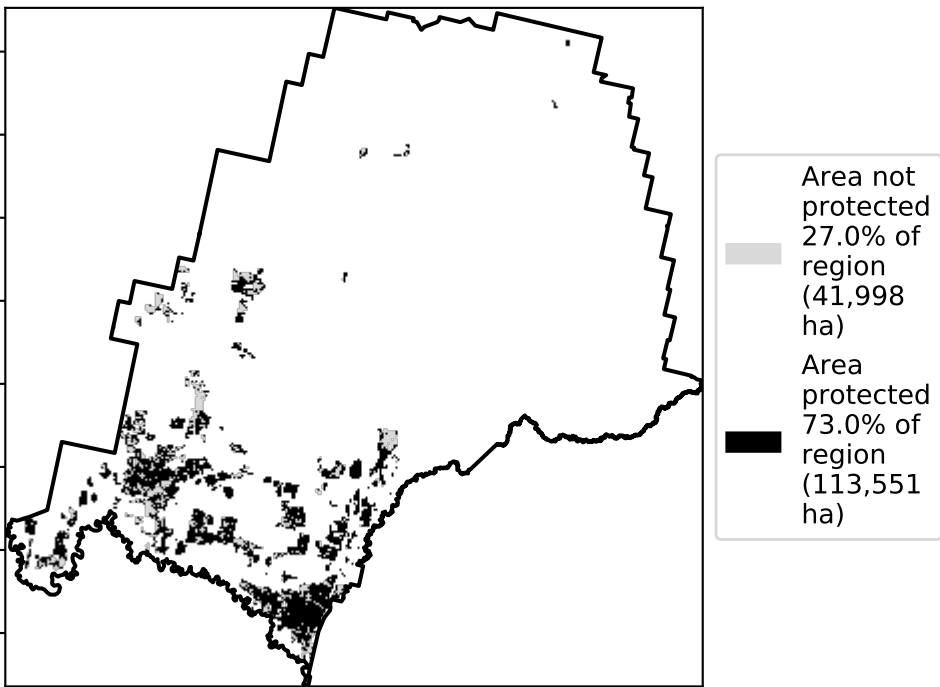 Area not
protected
27.0% of
region
(41,998
ha)
Area
protected
73.0% of
region
(113,551
ha)